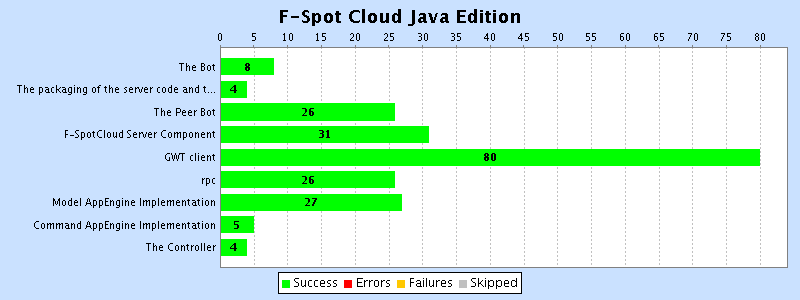 F-Spot Cloud Java Edition
0 5 10 15 20 25 30 35 40 45 50 55 60 65 70 75 80
The Bot 8
The packaging of the server code and t... 4
The Peer Bot 26
F-SpotCloud Server Component 31
GWT client 80
rpc 26
Model AppEngine Implementation 27
Command AppEngine Implementation 5
The Controller 4
Success Errors Failures Skipped